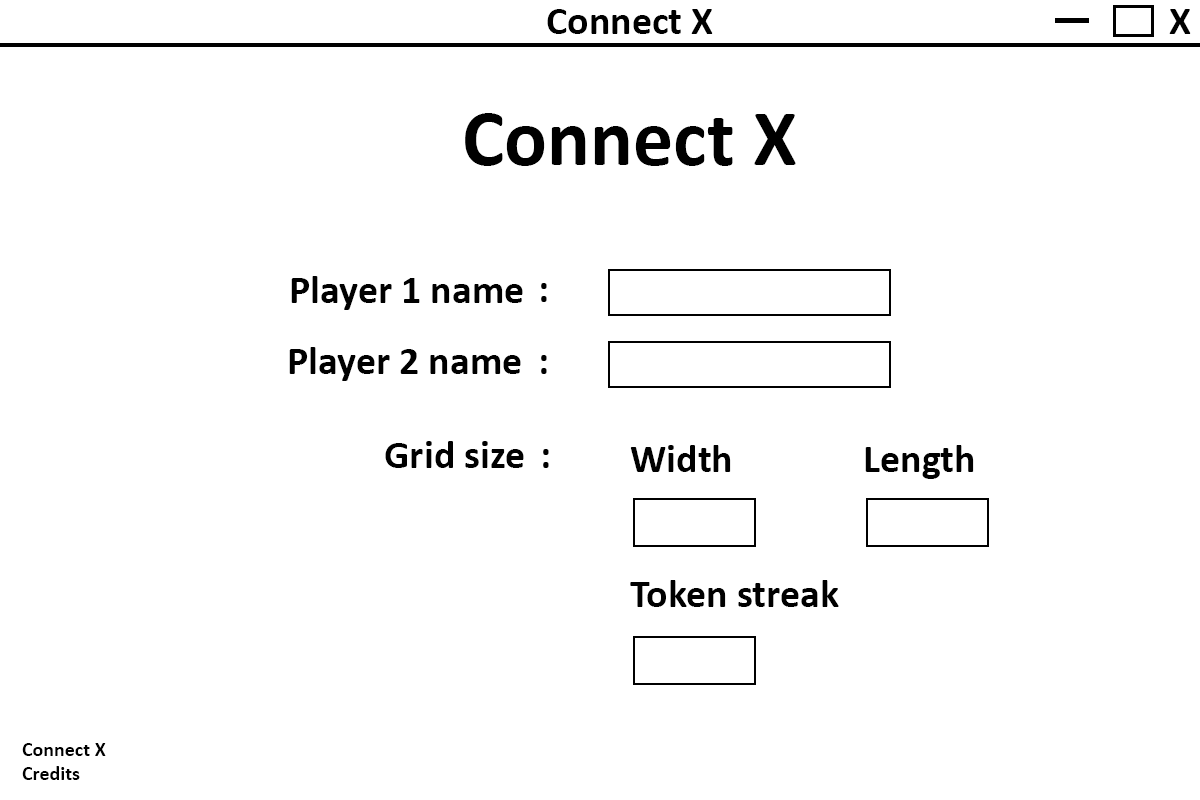 Connect X X
Connect X
Player 1 name :
Player 2 name :
Grid size : Width Length
Token streak
Connect X
Credits